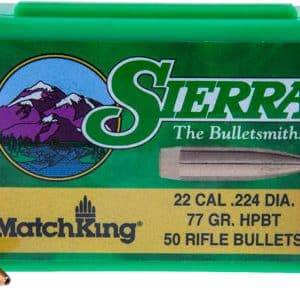 SIERRA
The Bulletsmiths
MatchKing
22 CAL .224 DIA.
77 GR. HPBT
50 RIFLE BULLETS